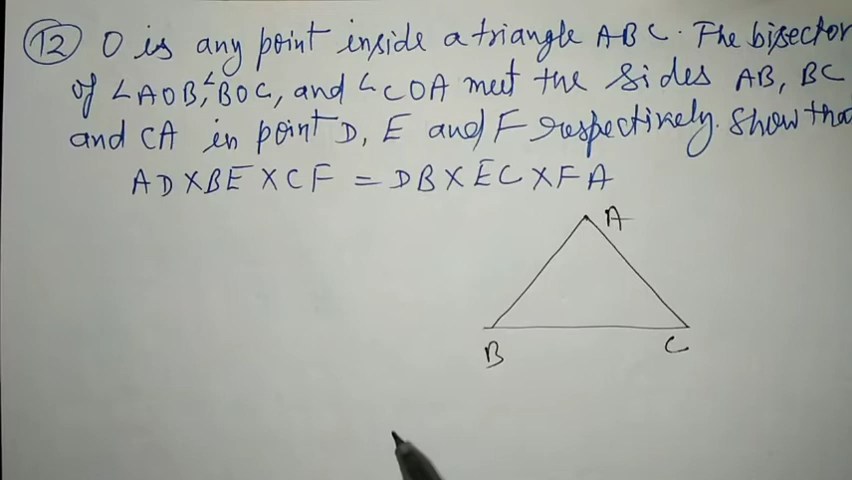 12 O is any point inside a triangle ABC. The bisector
of ∠AOB, ∠BOC, and ∠COA meet the sides AB, BC
and CA in point D, E and F respectively. Show tha
AD×BE×CF = DB×EC×FA
A
B
C